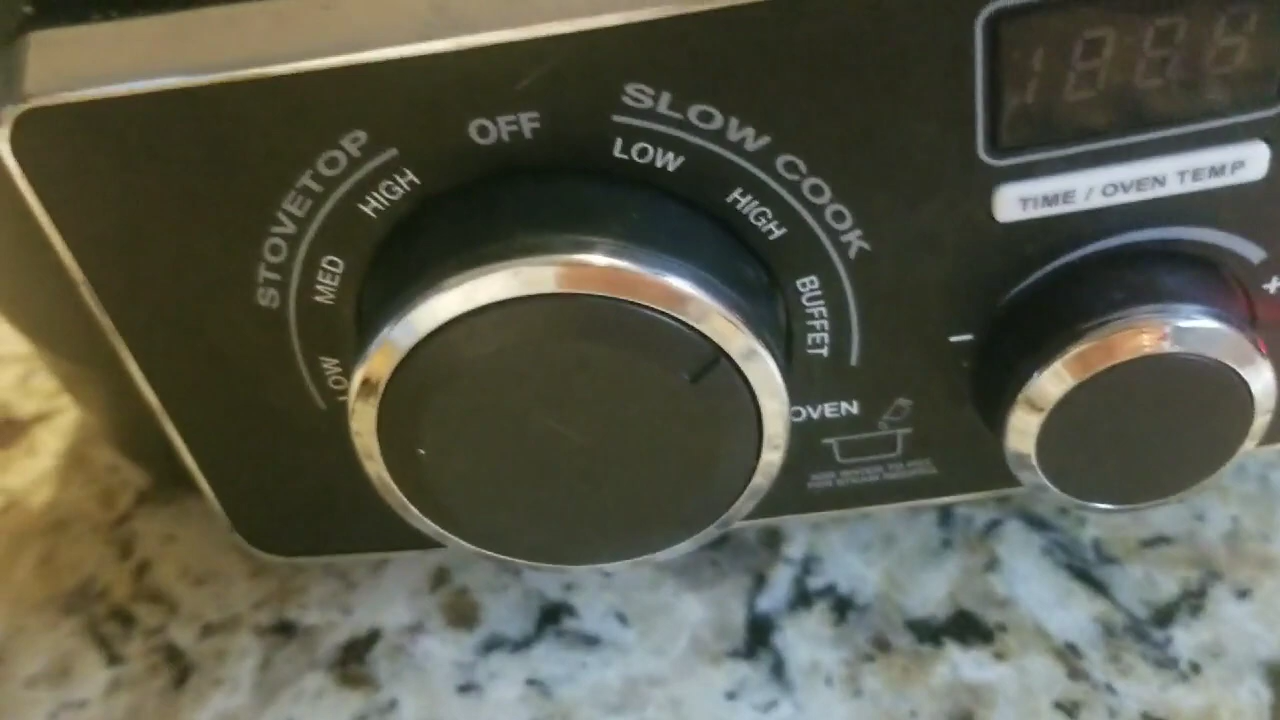 STOVETOP
LOW
MED
HIGH
OFF
SLOW COOK
LOW
HIGH
BUFFET
OVEN
TIME / OVEN TEMP
-
+